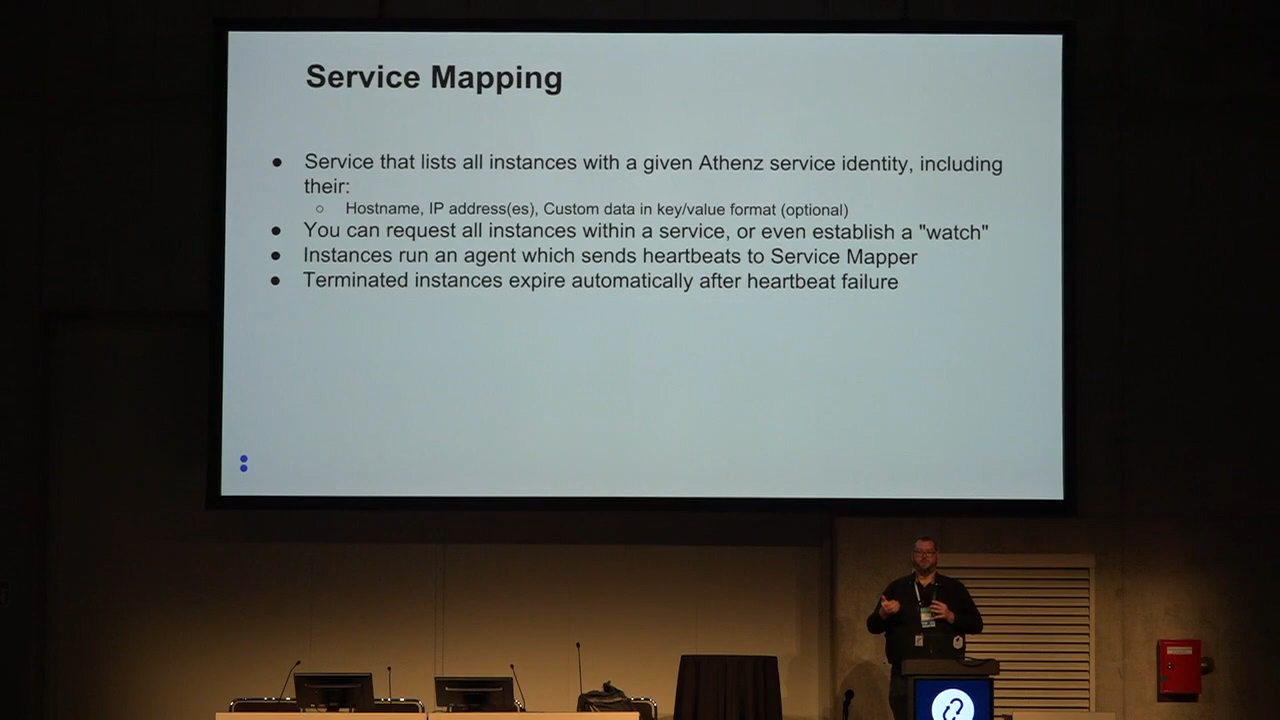 Service Mapping
● Service that lists all instances with a given Athenz service identity, including
their:
○ Hostname, IP address(es), Custom data in key/value format (optional)
● You can request all instances within a service, or even establish a "watch"
● Instances run an agent which sends heartbeats to Service Mapper
● Terminated instances expire automatically after heartbeat failure